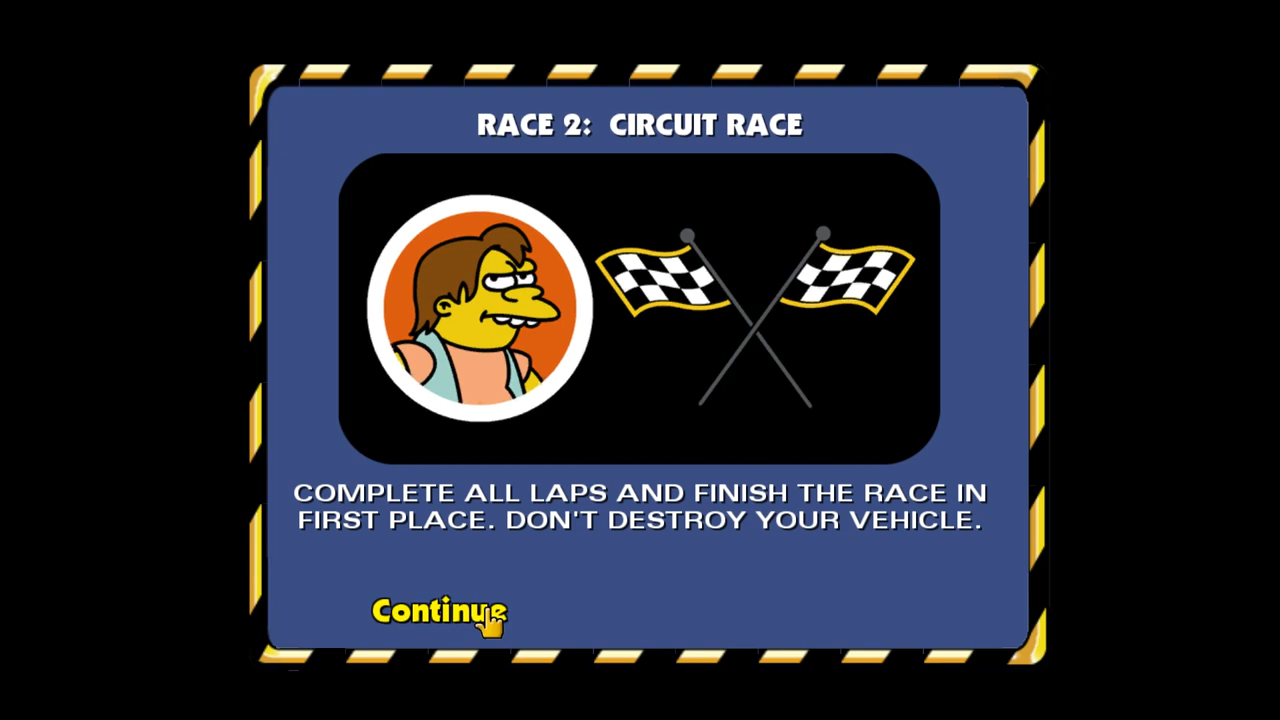 RACE 2: CIRCUIT RACE
COMPLETE ALL LAPS AND FINISH THE RACE IN
FIRST PLACE. DON'T DESTROY YOUR VEHICLE.
Continue